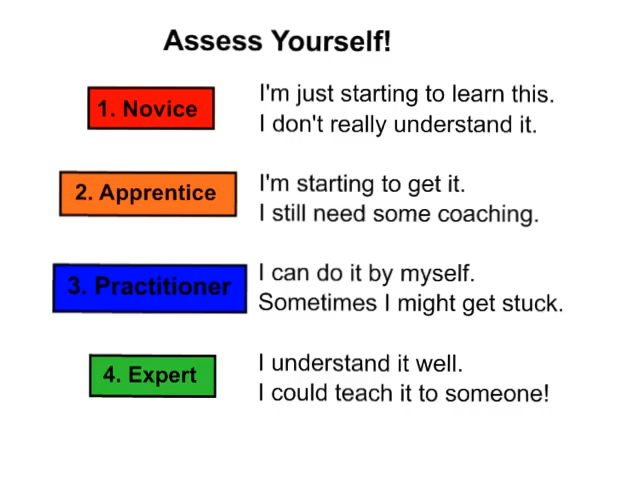 Assess Yourself!
1. Novice
I'm just starting to learn this.
I don't really understand it.
2. Apprentice
I'm starting to get it.
I still need some coaching.
3. Practitioner
I can do it by myself.
Sometimes I might get stuck.
4. Expert
I understand it well.
I could teach it to someone!